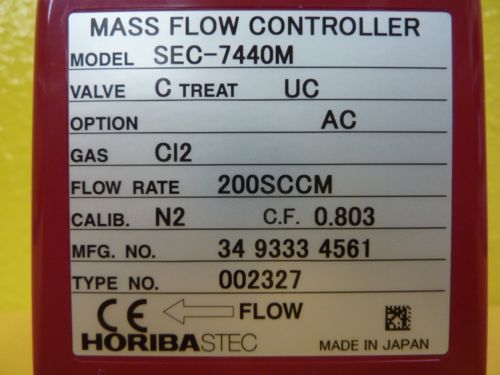 MASS FLOW CONTROLLER
MODEL SEC-7440M
VALVE C TREAT UC
OPTION AC
GAS Cl2
FLOW RATE 200SCCM
CALIB. N2 C.F. 0.803
MFG. NO. 34 9333 4561
TYPE NO. 002327
CE FLOW
HORIBASTEC MADE IN JAPAN